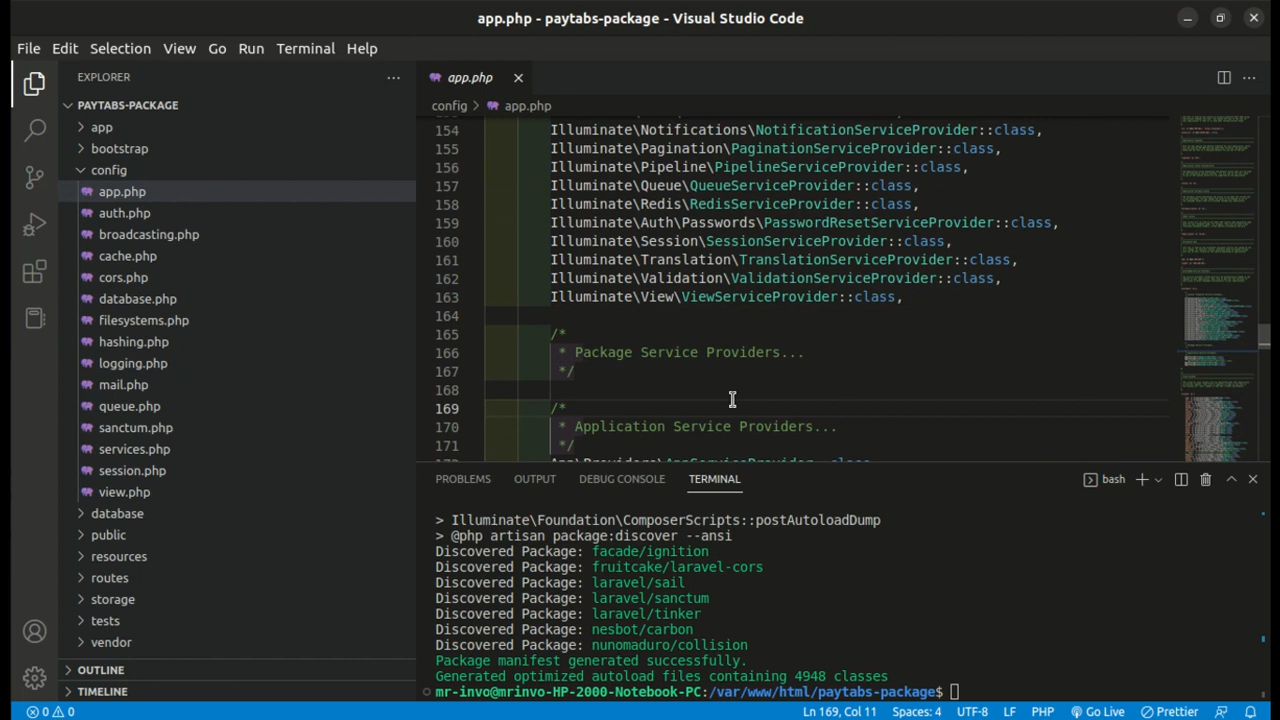 app.php - paytabs-package - Visual Studio Code
File Edit Selection View Go Run Terminal Help
EXPLORER
PAYTABS-PACKAGE
app
bootstrap
config
app.php
auth.php
broadcasting.php
cache.php
cors.php
database.php
filesystems.php
hashing.php
logging.php
mail.php
queue.php
sanctum.php
services.php
session.php
view.php
database
public
resources
routes
storage
tests
vendor
OUTLINE
TIMELINE
app.php
config > app.php
154 Illuminate\Notifications\NotificationServiceProvider::class,
155 Illuminate\Pagination\PaginationServiceProvider::class,
156 Illuminate\Pipeline\PipelineServiceProvider::class,
157 Illuminate\Queue\QueueServiceProvider::class,
158 Illuminate\Redis\RedisServiceProvider::class,
159 Illuminate\Auth\Passwords\PasswordResetServiceProvider::class,
160 Illuminate\Session\SessionServiceProvider::class,
161 Illuminate\Translation\TranslationServiceProvider::class,
162 Illuminate\Validation\ValidationServiceProvider::class,
163 Illuminate\View\ViewServiceProvider::class,
164
165 /*
166 * Package Service Providers...
167 */
168
169 /*
170 * Application Service Providers...
171 */
PROBLEMS OUTPUT DEBUG CONSOLE TERMINAL bash
> Illuminate\Foundation\ComposerScripts::postAutoloadDump
> @php artisan package:discover --ansi
Discovered Package: facade/ignition
Discovered Package: fruitcake/laravel-cors
Discovered Package: laravel/sail
Discovered Package: laravel/sanctum
Discovered Package: laravel/tinker
Discovered Package: nesbot/carbon
Discovered Package: nunomaduro/collision
Package manifest generated successfully.
Generated optimized autoload files containing 4948 classes
mr-invo@mrinvo-HP-2000-Notebook-PC:/var/www/html/paytabs-package$
0 0 Ln 169, Col 11 Spaces: 4 UTF-8 LF PHP Go Live Prettier